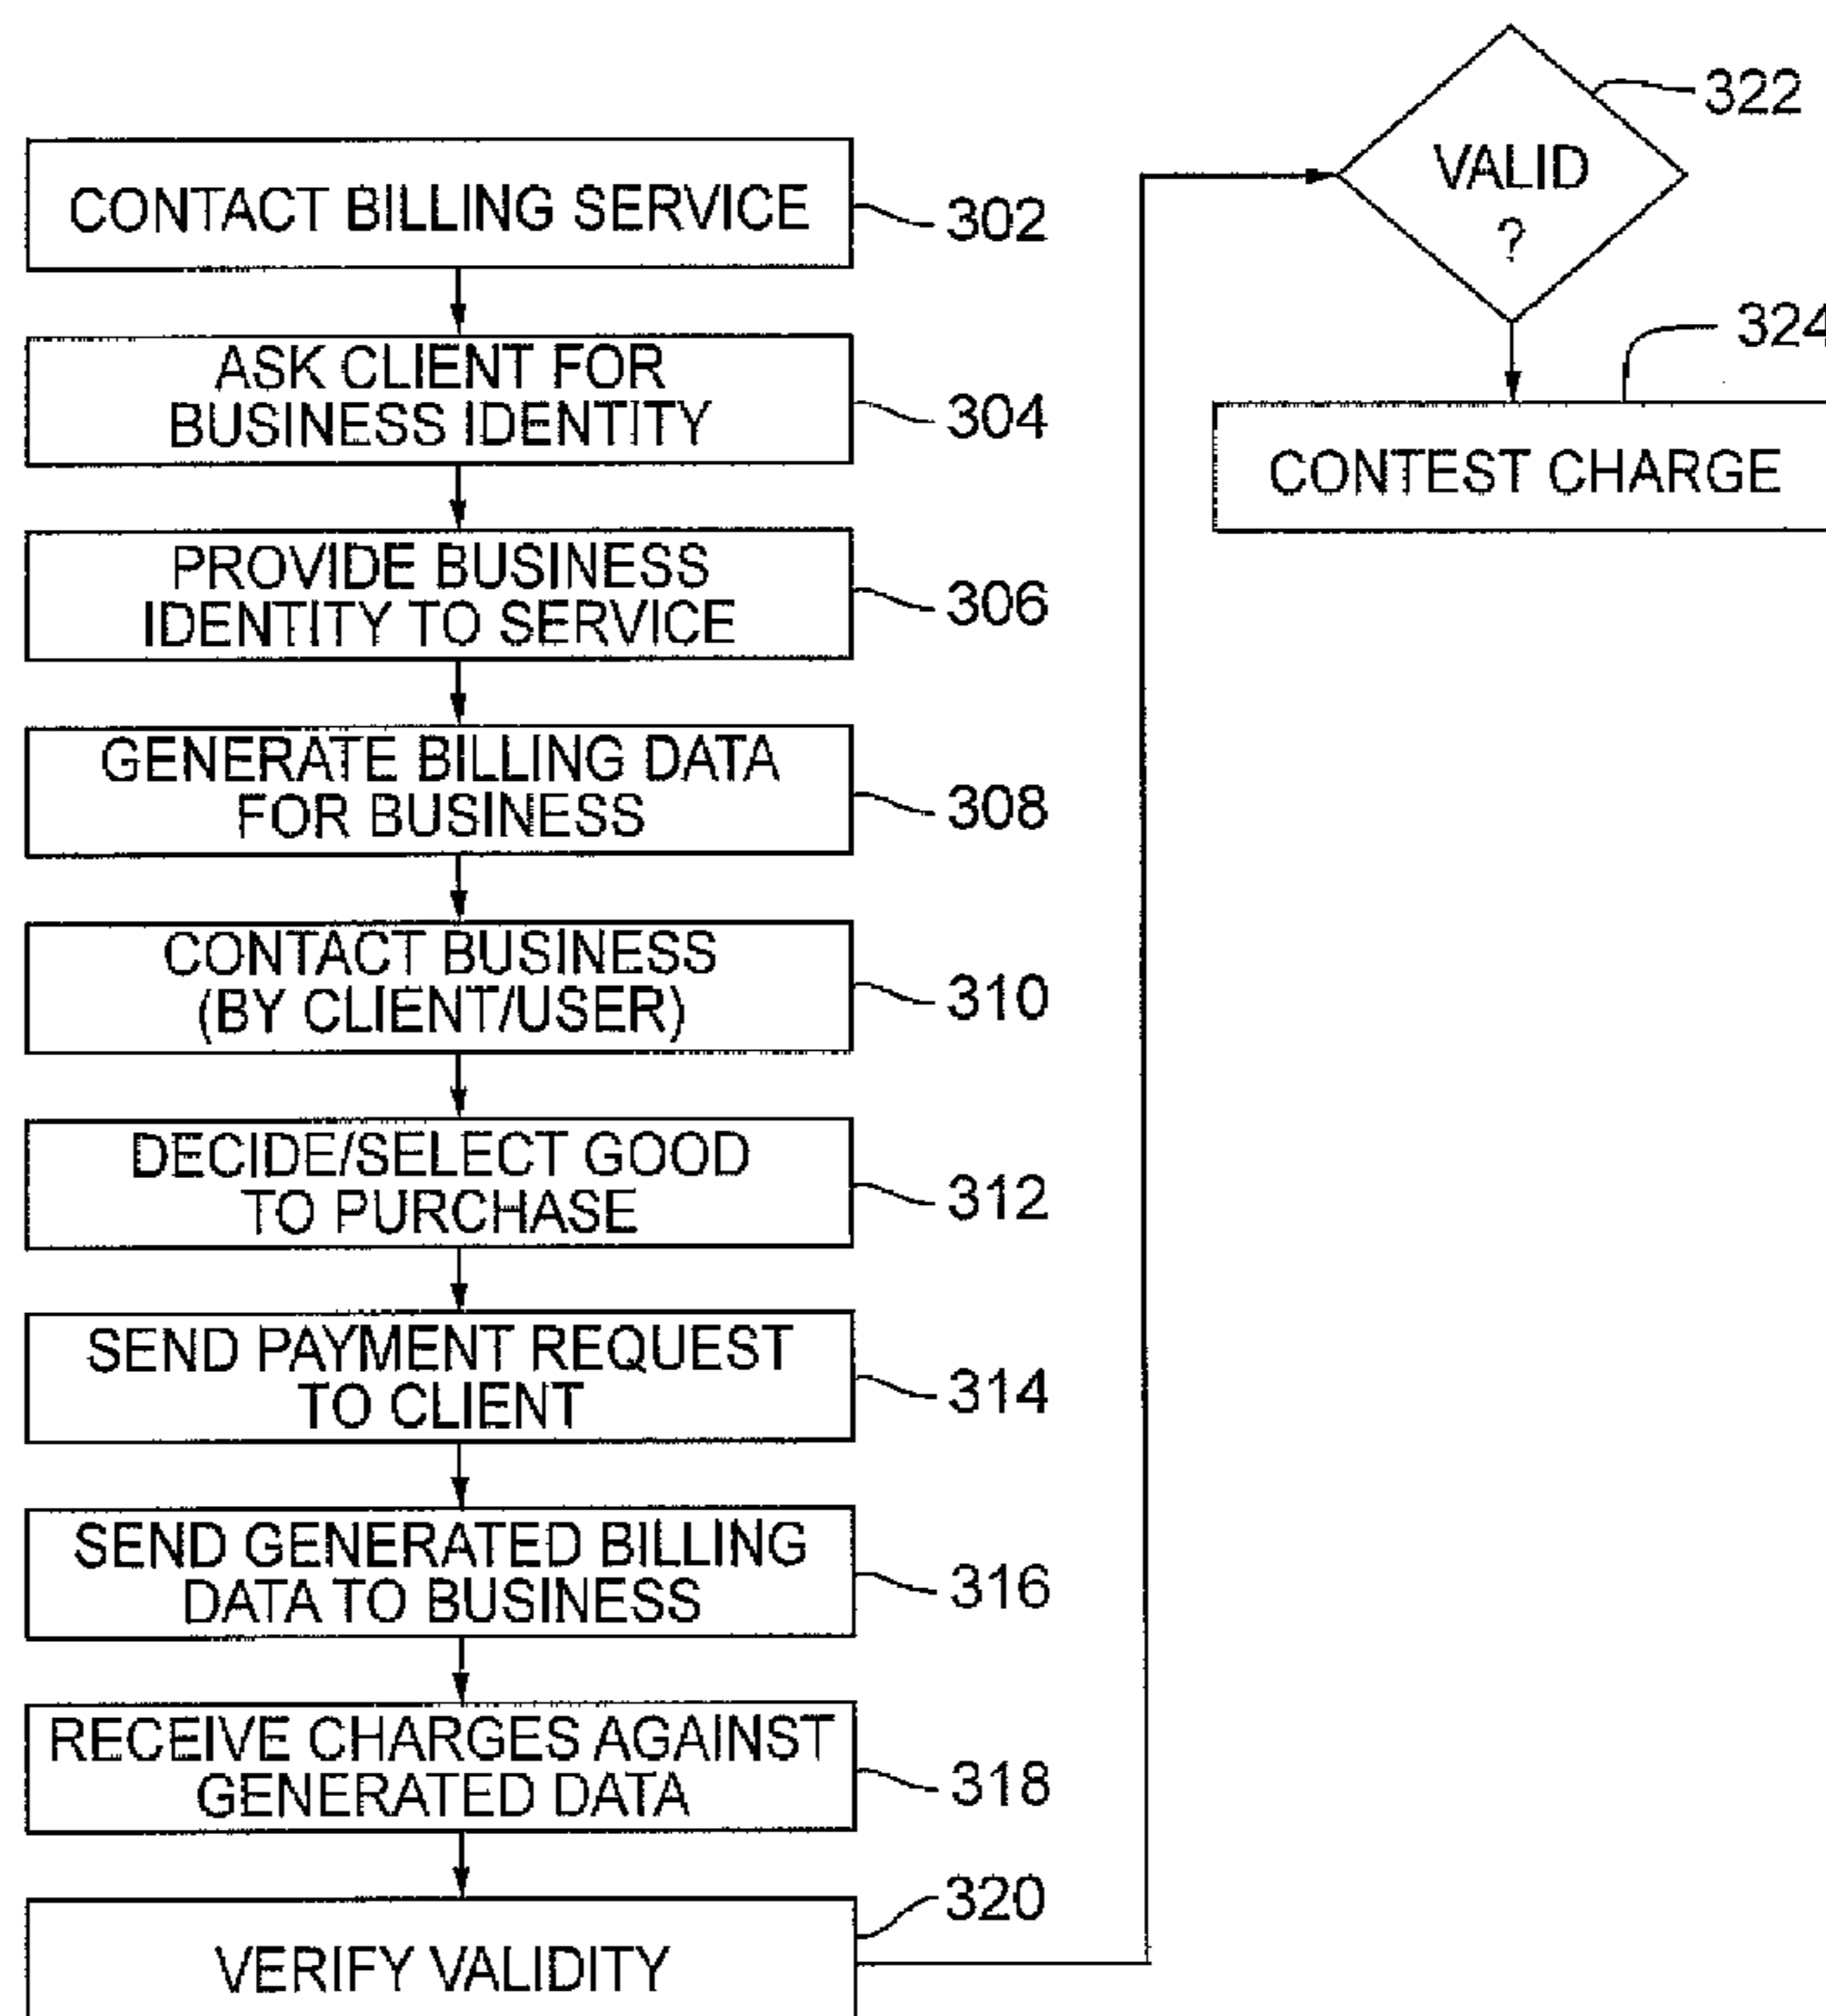 CONTACT BILLING SERVICE
302
ASK CLIENT FOR
BUSINESS IDENTITY
304
PROVIDE BUSINESS
IDENTITY TO SERVICE
306
GENERATE BILLING DATA
FOR BUSINESS
308
CONTACT BUSINESS
(BY CLIENT/USER)
310
DECIDE/SELECT GOOD
TO PURCHASE
312
SEND PAYMENT REQUEST
TO CLIENT
314
SEND GENERATED BILLING
DATA TO BUSINESS
316
RECEIVE CHARGES AGAINST
GENERATED DATA
318
VERIFY VALIDITY
320
VALID
?
322
CONTEST CHARGE
324